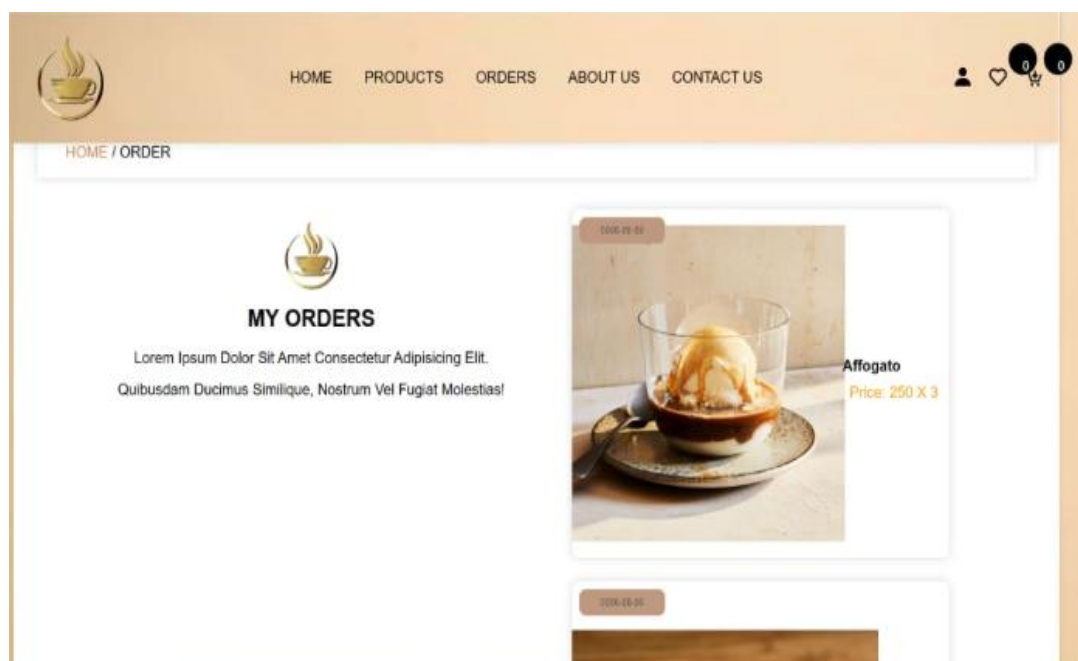 HOME PRODUCTS ORDERS ABOUT US CONTACT US
0 0
HOME / ORDER
MY ORDERS
Lorem Ipsum Dolor Sit Amet Consectetur Adipisicing Elit.
Quibusdam Ducimus Similique, Nostrum Vel Fugiat Molestias!
Affogato
Price: 250 X 3